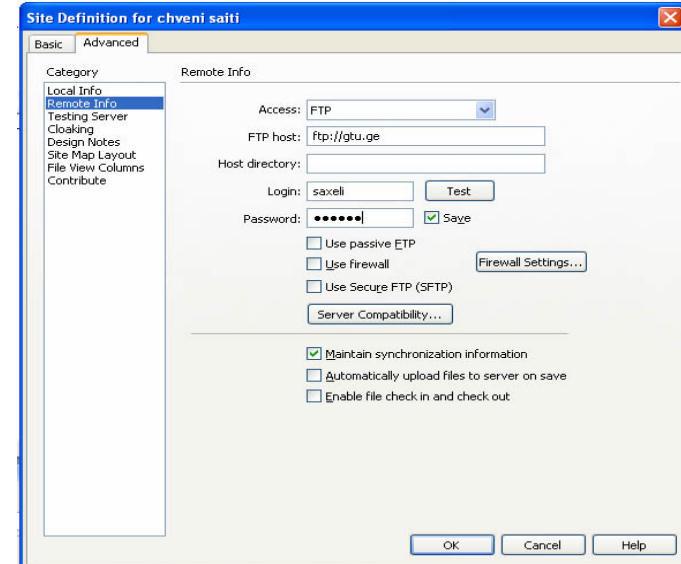 Site Definition for chveni saiti
Basic
Advanced
Category
Local Info
Remote Info
Testing Server
Cloaking
Design Notes
Site Map Layout
File View Columns
Contribute
Remote Info
Access: FTP
FTP host: ftp://gtu.ge
Host directory:
Login: saxeli Test
Password: ●●●●●● Save
Use passive FTP
Use firewall Firewall Settings...
Use Secure FTP (SFTP)
Server Compatibility...
Maintain synchronization information
Automatically upload files to server on save
Enable file check in and check out
OK Cancel Help